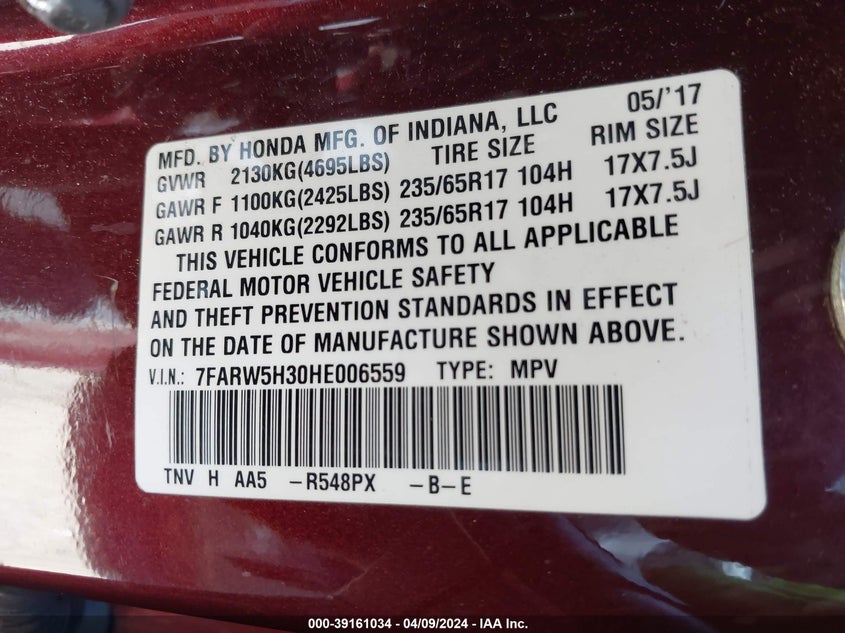 MFD. BY HONDA MFG. OF INDIANA, LLC 05/'17
GVWR 2130KG(4695LBS) TIRE SIZE RIM SIZE
GAWR F 1100KG(2425LBS) 235/65R17 104H 17X7.5J
GAWR R 1040KG(2292LBS) 235/65R17 104H 17X7.5J
THIS VEHICLE CONFORMS TO ALL APPLICABLE
FEDERAL MOTOR VEHICLE SAFETY
AND THEFT PREVENTION STANDARDS IN EFFECT
ON THE DATE OF MANUFACTURE SHOWN ABOVE.
V.I.N.: 7FARW5H30HE006559 TYPE: MPV
TNV H AA5 -R548PX -B-E
000-39161034 - 04/09/2024 - IAA Inc.